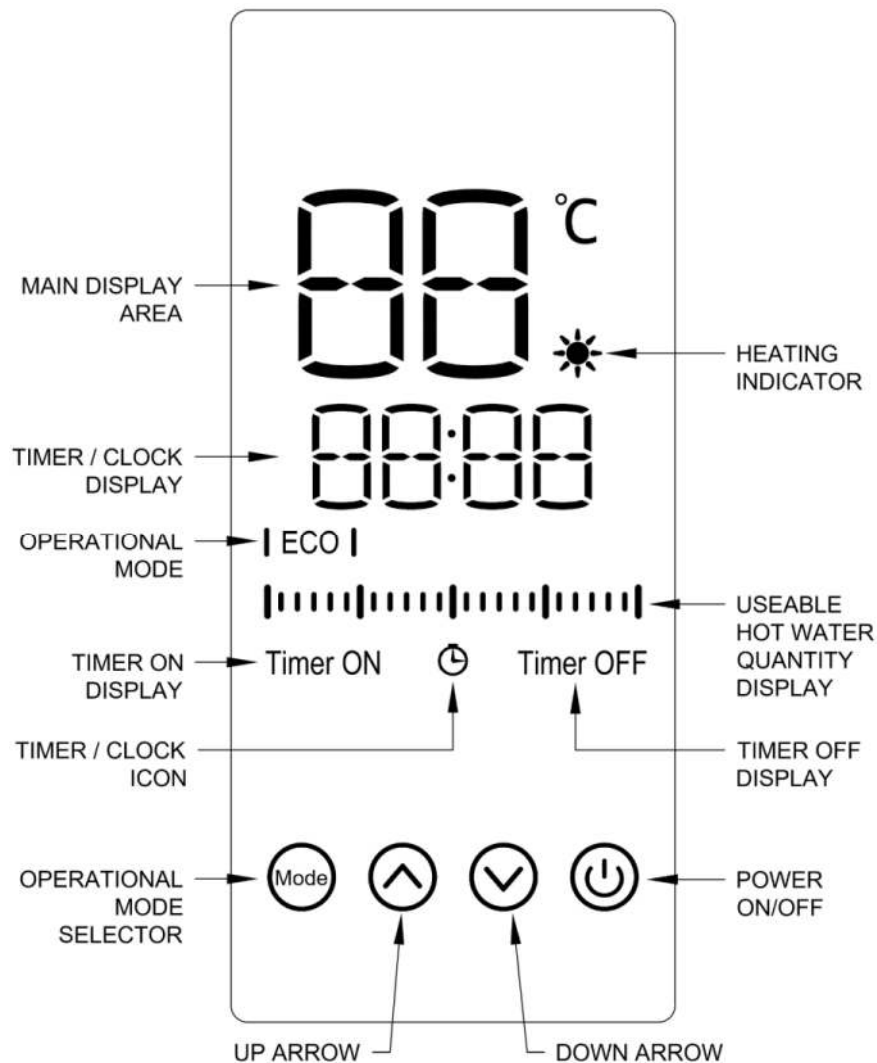 88 °C
MAIN DISPLAY
AREA
HEATING
INDICATOR
88:88
TIMER / CLOCK
DISPLAY
OPERATIONAL
MODE
| ECO |
USEABLE
HOT WATER
QUANTITY
DISPLAY
TIMER ON
DISPLAY
Timer ON
Timer OFF
TIMER / CLOCK
ICON
TIMER OFF
DISPLAY
OPERATIONAL
MODE
SELECTOR
Mode
POWER
ON/OFF
UP ARROW
DOWN ARROW